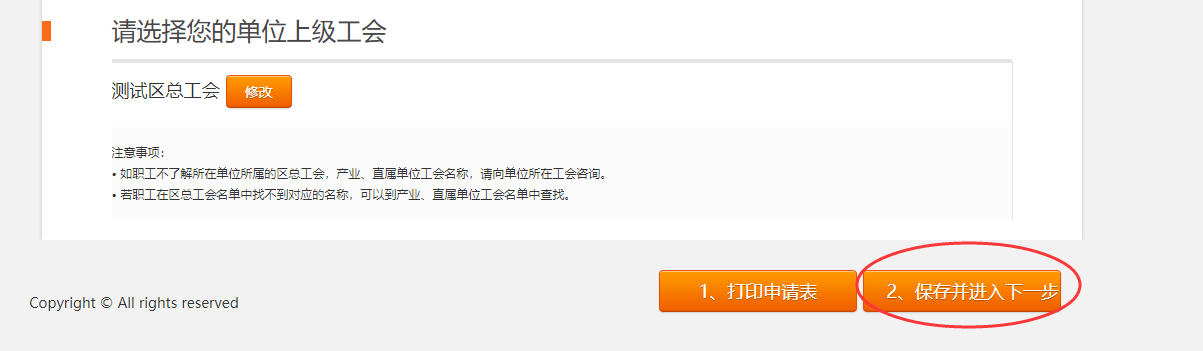 请选择您的单位上级工会
测试区总工会 修改
注意事项：
• 如职工不了解所在单位所属的区总工会，产业、直属单位工会名称，请向单位所在工会咨询。
• 若职工在区总工会名单中找不到对应的名称，可以到产业、直属单位工会名单中查找。
1、打印申请表 2、保存并进入下一步
Copyright © All rights reserved